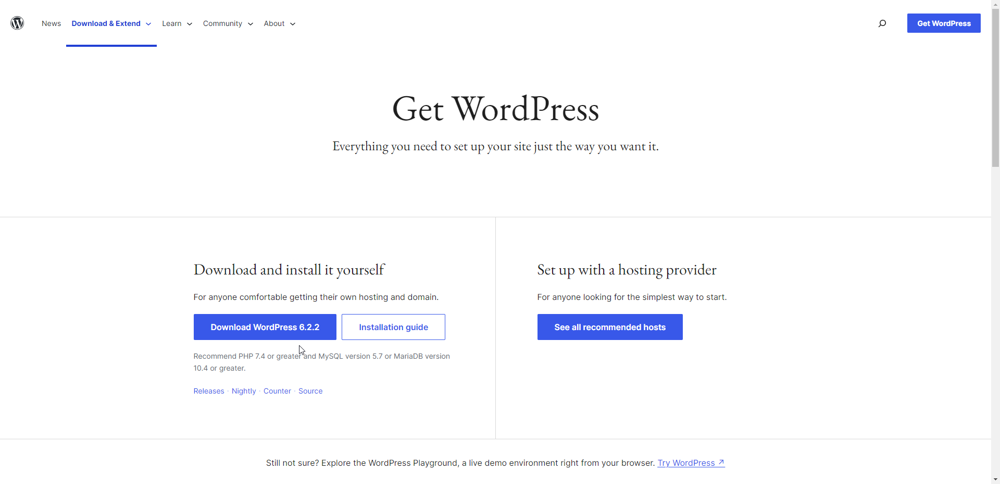 News Download & Extend Learn Community About Get WordPress
Get WordPress
Everything you need to set up your site just the way you want it.
Download and install it yourself
For anyone comfortable getting their own hosting and domain.
Download WordPress 6.2.2 Installation guide
Recommend PHP 7.4 or greater and MySQL version 5.7 or MariaDB version
10.4 or greater.
Releases · Nightly · Counter · Source
Set up with a hosting provider
For anyone looking for the simplest way to start.
See all recommended hosts
Still not sure? Explore the WordPress Playground, a live demo environment right from your browser. Try WordPress ↗